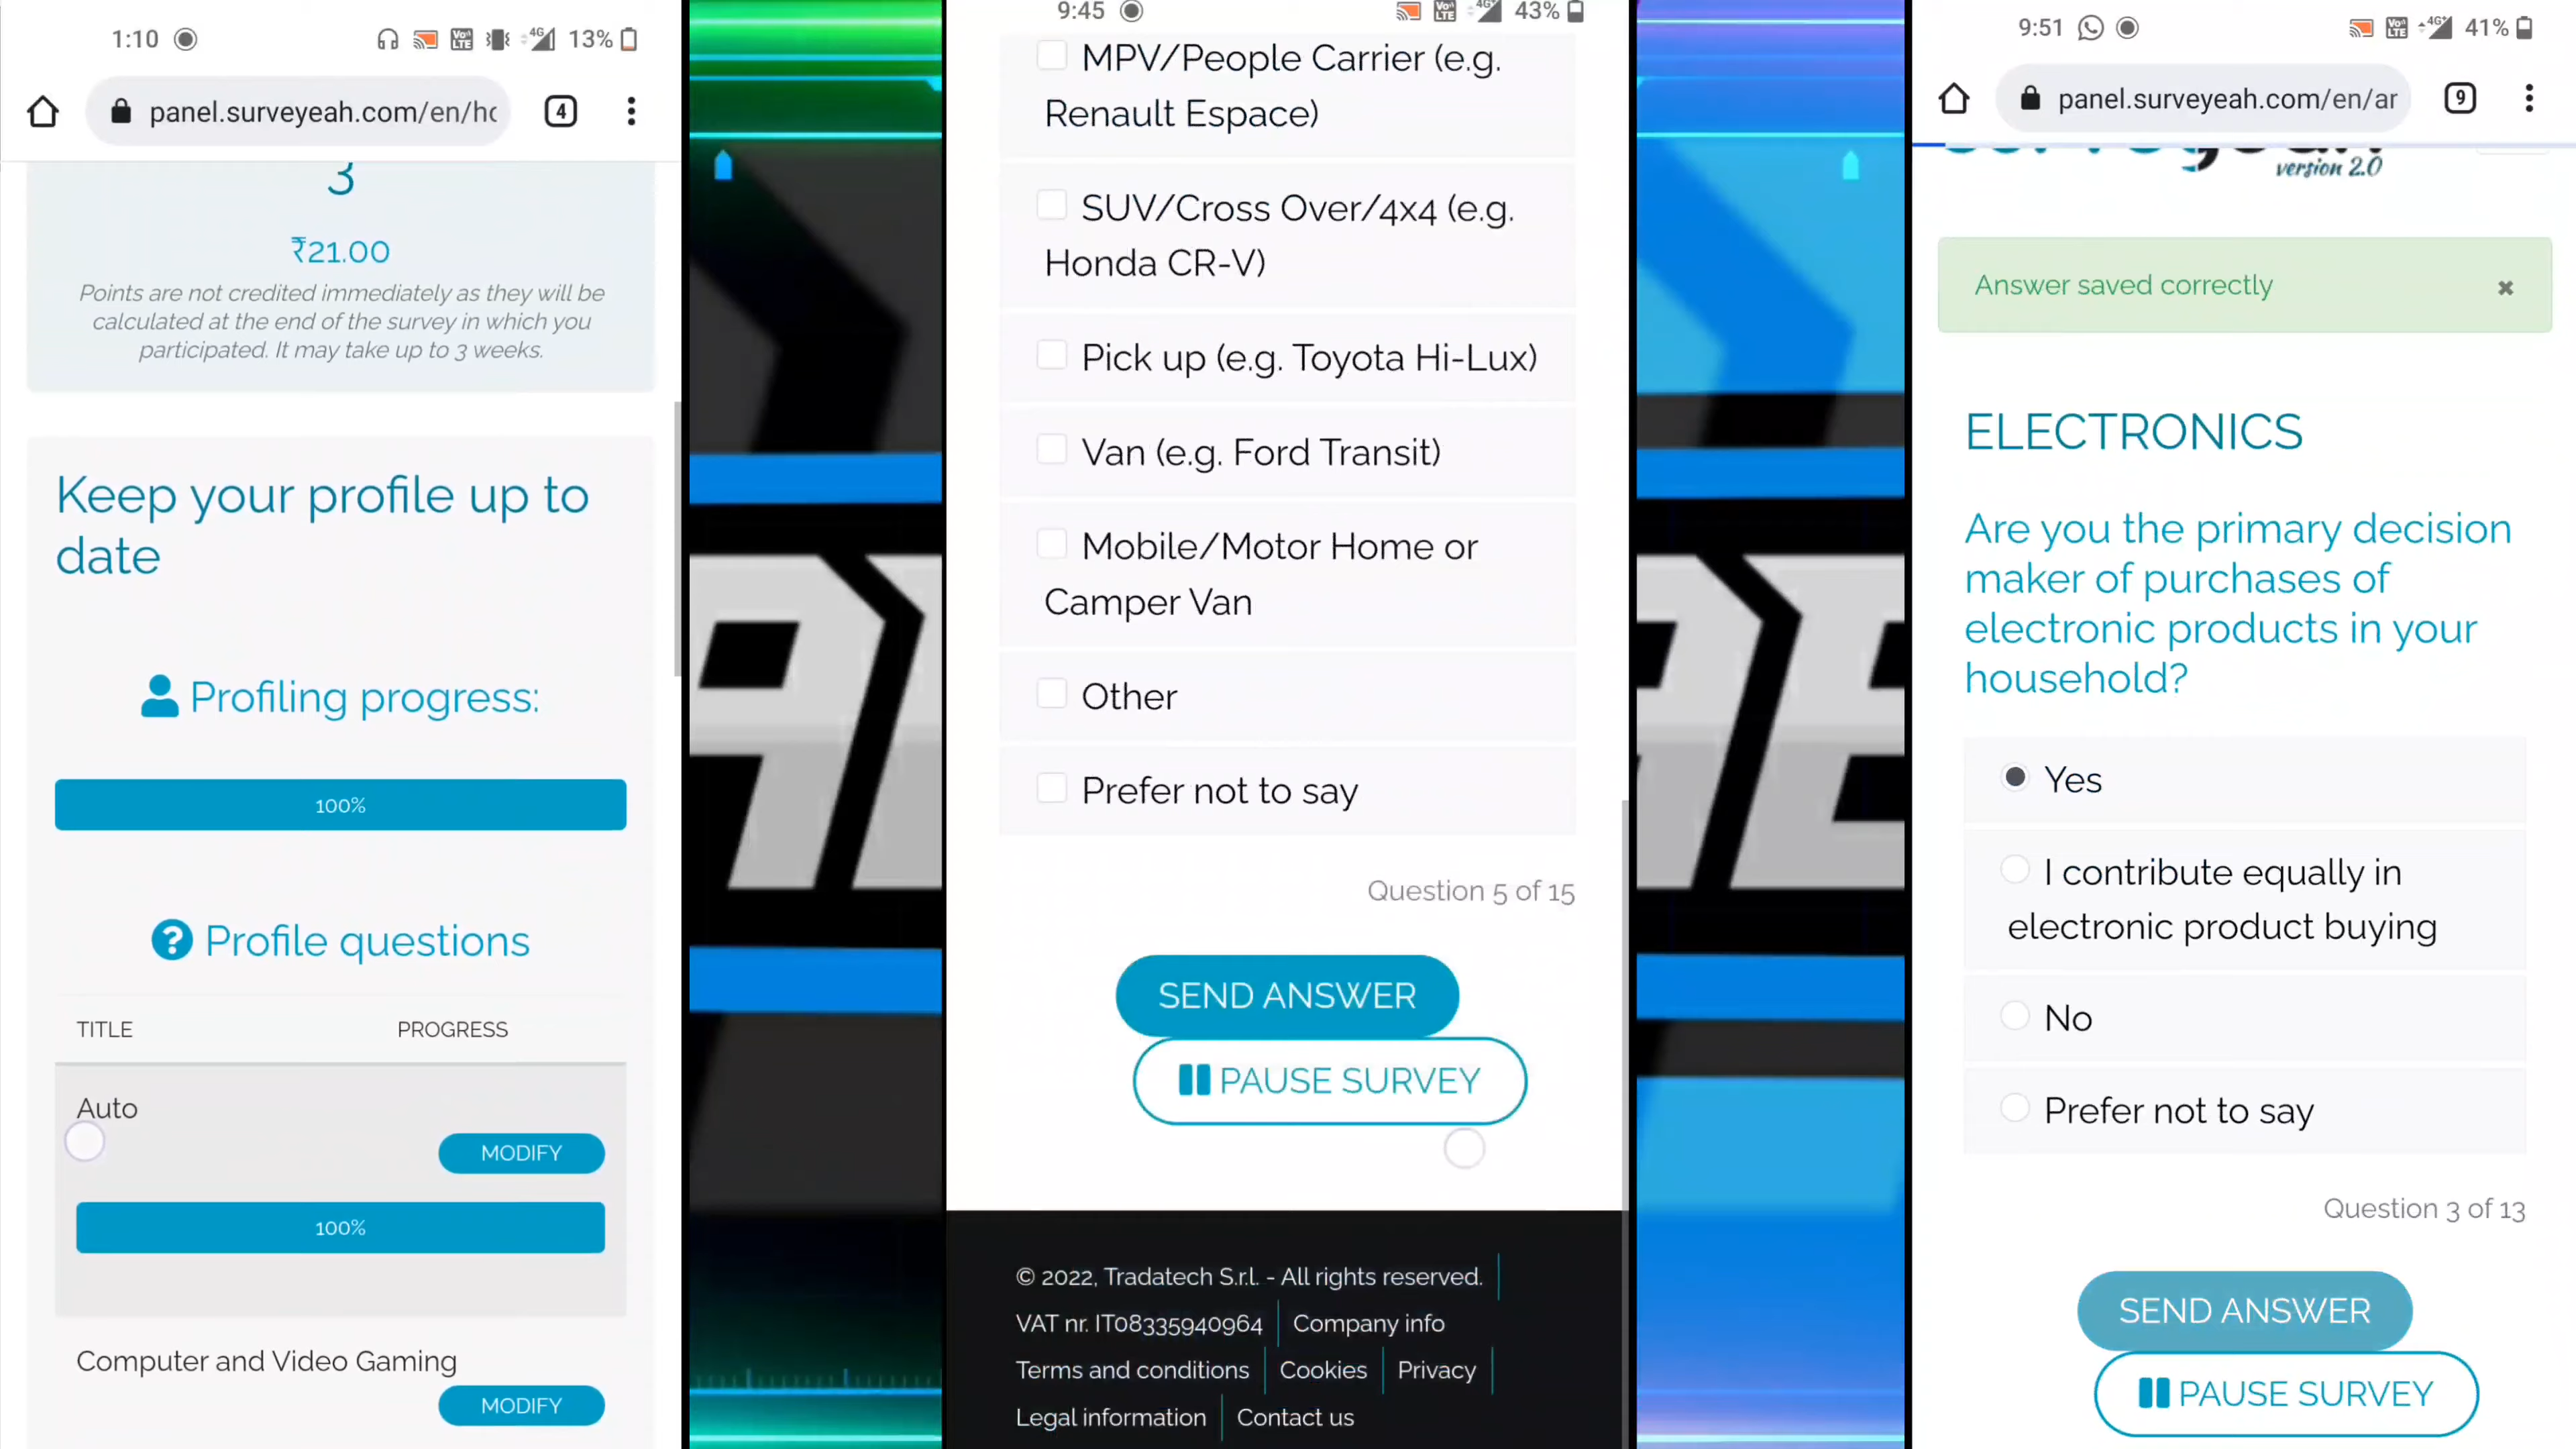 1:10
4G
13%
panel.surveyeah.com/en/hc
4
3
₹21.00
Points are not credited immediately as they will be
calculated at the end of the survey in which you
participated. It may take up to 3 weeks.
Keep your profile up to
date
Profiling progress:
100%
Profile questions
TITLE PROGRESS
Auto
MODIFY
100%
Computer and Video Gaming
MODIFY
9:45
4G
43%
MPV/People Carrier (e.g.
Renault Espace)
SUV/Cross Over/4x4 (e.g.
Honda CR-V)
Pick up (e.g. Toyota Hi-Lux)
Van (e.g. Ford Transit)
Mobile/Motor Home or
Camper Van
Other
Prefer not to say
Question 5 of 15
SEND ANSWER
PAUSE SURVEY
© 2022, Tradatech S.r.l. - All rights reserved.
VAT nr. IT08335940964 Company info
Terms and conditions Cookies Privacy
Legal information Contact us
9:51
4G+
41%
panel.surveyeah.com/en/ar
9
version 2.0
Answer saved correctly ×
ELECTRONICS
Are you the primary decision
maker of purchases of
electronic products in your
household?
Yes
I contribute equally in
electronic product buying
No
Prefer not to say
Question 3 of 13
SEND ANSWER
PAUSE SURVEY